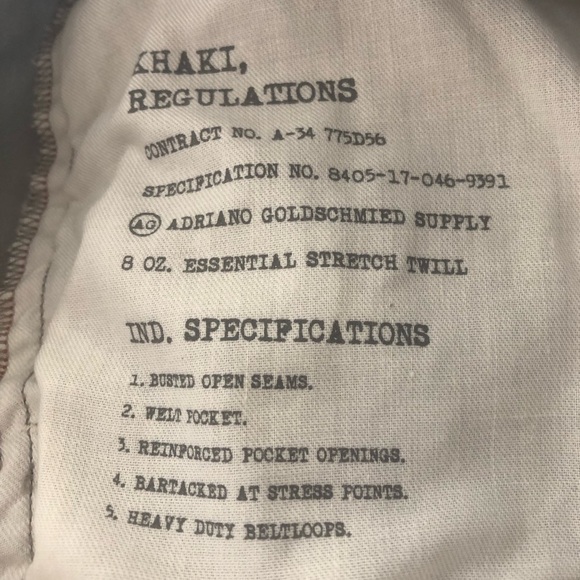 KHAKI,
REGULATIONS
CONTRACT NO. A-34 775D56
SPECIFICATION NO. 8405-17-046-9391
AG ADRIANO GOLDSCHMIED SUPPLY
8 OZ. ESSENTIAL STRETCH TWILL
IND. SPECIFICATIONS
1. BUSTED OPEN SEAMS.
2. WELT POCKET.
3. REINFORCED POCKET OPENINGS.
4. BARTACKED AT STRESS POINTS.
5. HEAVY DUTY BELTLOOPS.